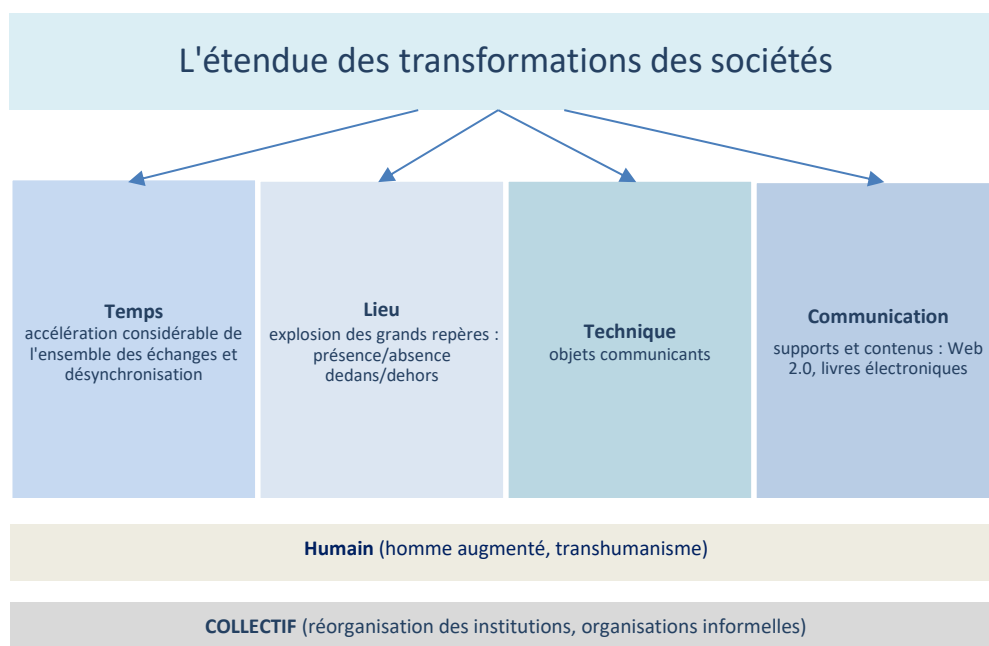 L'étendue des transformations des sociétés
Temps
accélération considérable de
l'ensemble des échanges et
désynchronisation
Lieu
explosion des grands repères :
présence/absence
dedans/dehors
Technique
objets communicants
Communication
supports et contenus : Web
2.0, livres électroniques
Humain (homme augmenté, transhumanisme)
COLLECTIF (réorganisation des institutions, organisations informelles)